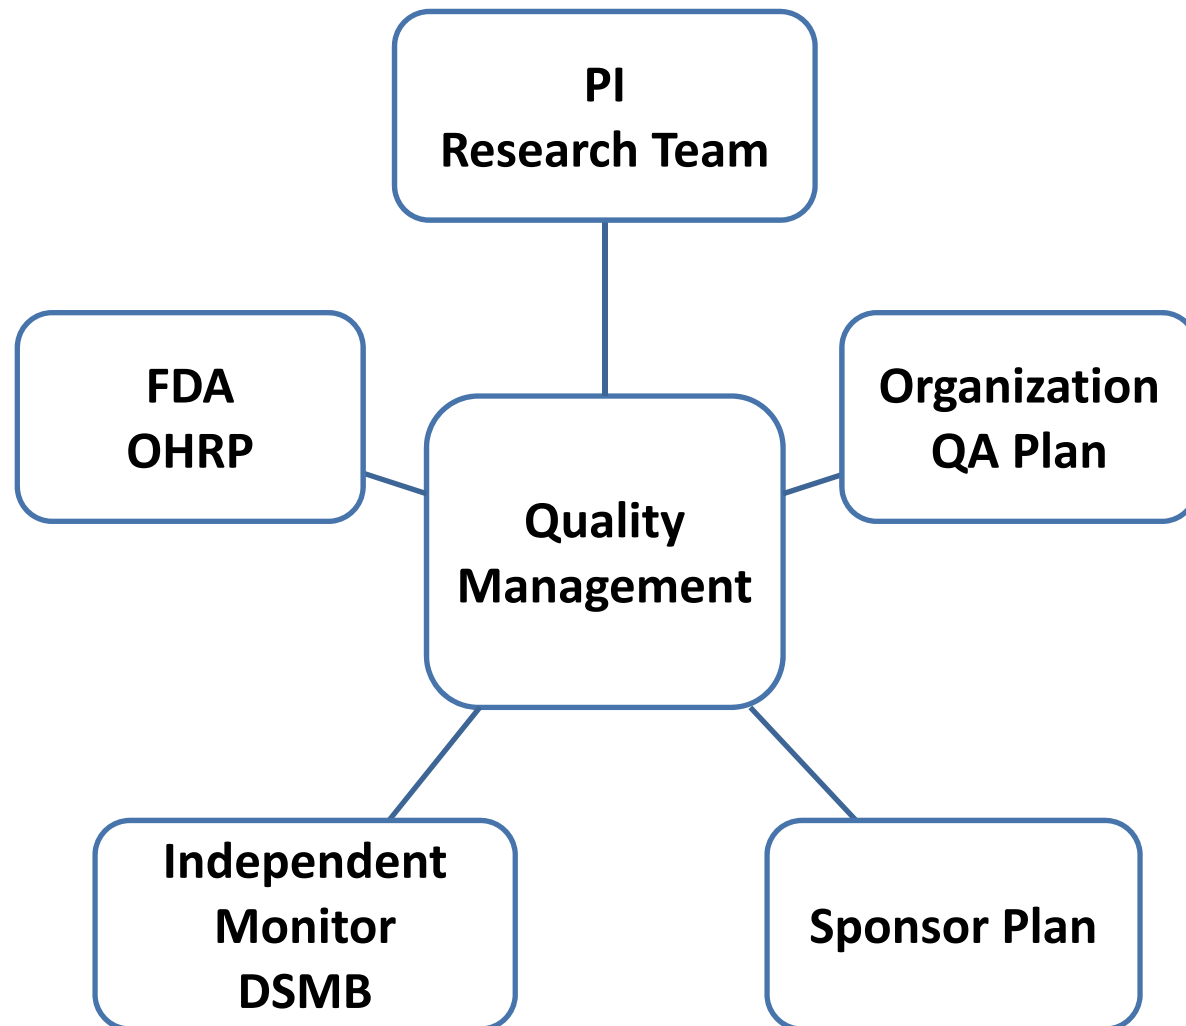 PI
Research Team
FDA
OHRP
Organization
QA Plan
Quality
Management
Independent
Monitor
DSMB
Sponsor Plan